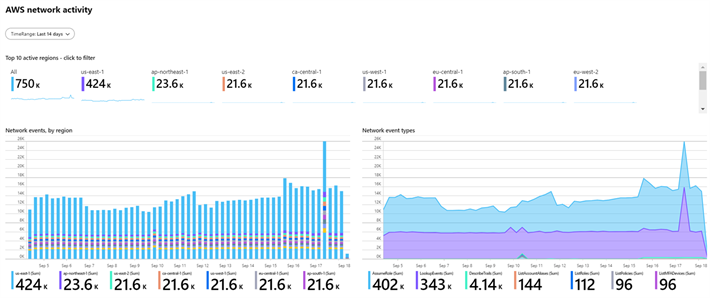 AWS network activity
TimeRange: Last 14 days
Top 10 active regions - click to filter
All us-east-1 ap-northeast-1 us-east-2 ca-central-1 us-west-1 eu-central-1 ap-south-1 eu-west-2
750 K 424 K 23.6 K 21.6 K 21.6 K 21.6 K 21.6 K 21.6 K 21.6 K
Network events, by region Network event types
26K 26K
24K 24K
22K 22K
20K 20K
18K 18K
16K 16K
14K 14K
12K 12K
10K 10K
8K 8K
6K 6K
4K 4K
2K 2K
Sep 5 Sep 6 Sep 7 Sep 8 Sep 9 Sep 10 Sep 11 Sep 12 Sep 13 Sep 14 Sep 15 Sep 16 Sep 17 Sep 18 Sep 5 Sep 6 Sep 7 Sep 8 Sep 9 Sep 10 Sep 11 Sep 12 Sep 13 Sep 14 Sep 15 Sep 16 Sep 17 Sep 18
us-east-1 (Sum) ap-northeast-1 (Sum) us-east-2 (Sum) ca-central-1 (Sum) us-west-1 (Sum) eu-central-1 (Sum) ap-south-1 (Sum) AssumeRole (Sum) LookupEvents (Sum) DescribeTrails (Sum) ListAccountAliases (Sum) ListRoles (Sum) ListPolicies (Sum) ListMFADevices (Sum)
424 K 23.6 K 21.6 K 21.6 K 21.6 K 21.6 K 21.6 K 402 K 343 K 4.14 K 144 112 96 96